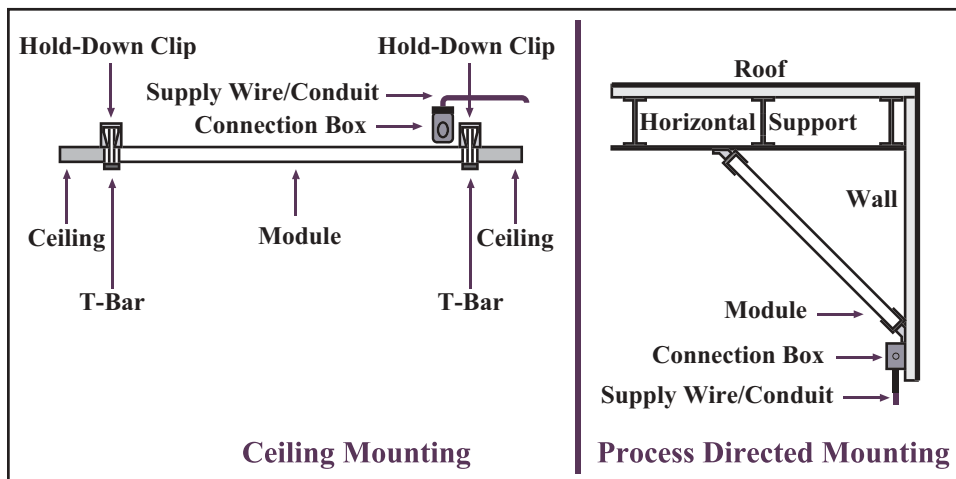 Hold-Down Clip
Hold-Down Clip
Supply Wire/Conduit
Connection Box
Ceiling
Module
Ceiling
T-Bar
T-Bar
Ceiling Mounting
Roof
Horizontal Support
Wall
Module
Connection Box
Supply Wire/Conduit
Process Directed Mounting